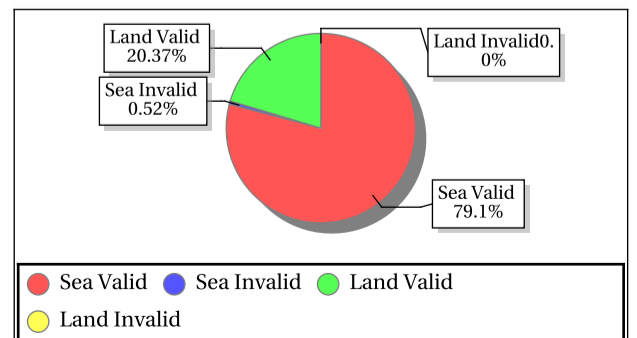 Land Valid
20.37%
Land Invalid0.
0%
Sea Invalid
0.52%
Sea Valid
79.1%
Sea Valid
Sea Invalid
Land Valid
Land Invalid